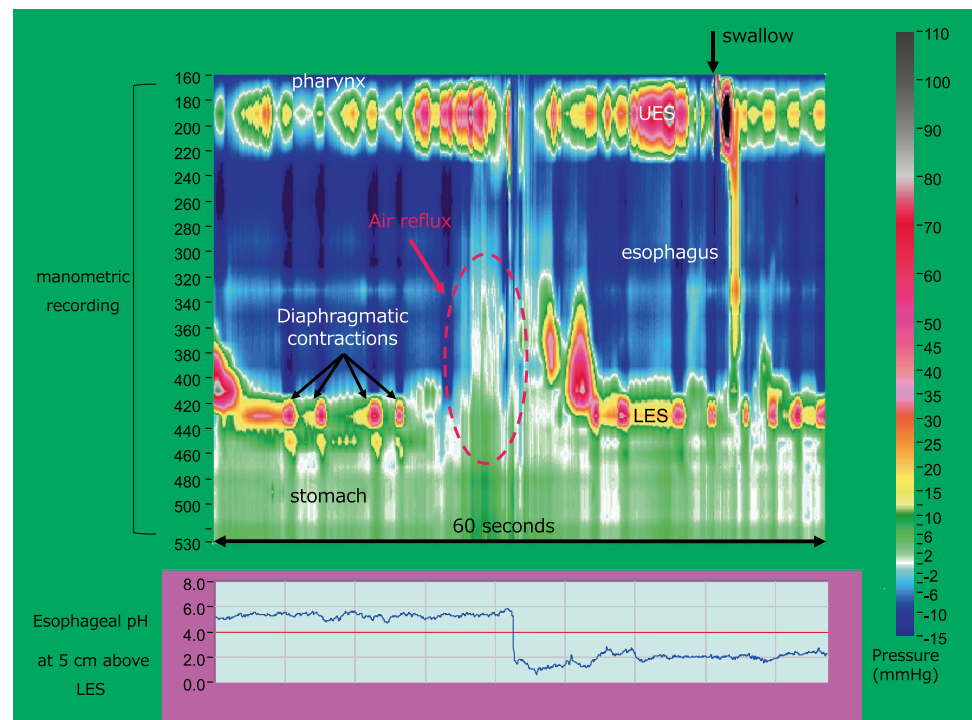 swallow
pharynx
UES
Air reflux
esophagus
manometric
recording
Diaphragmatic
contractions
LES
stomach
60 seconds
160
180
200
220
240
260
280
300
320
340
360
380
400
420
440
460
480
500
530
110
100
90
80
70
60
50
45
40
35
30
25
20
15
10
6
2
-2
-6
-10
-15
Pressure
(mmHg)
Esophageal pH
at 5 cm above
LES
8.0
6.0
4.0
2.0
0.0